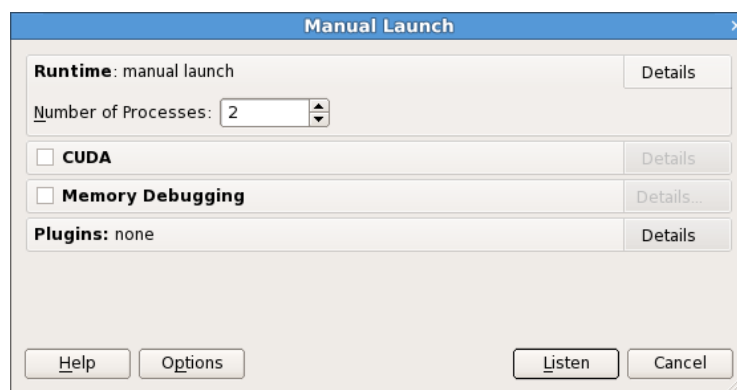 Manual Launch
Runtime: manual launch Details
Number of Processes: 2
CUDA Details
Memory Debugging Details...
Plugins: none Details
Help Options Listen Cancel